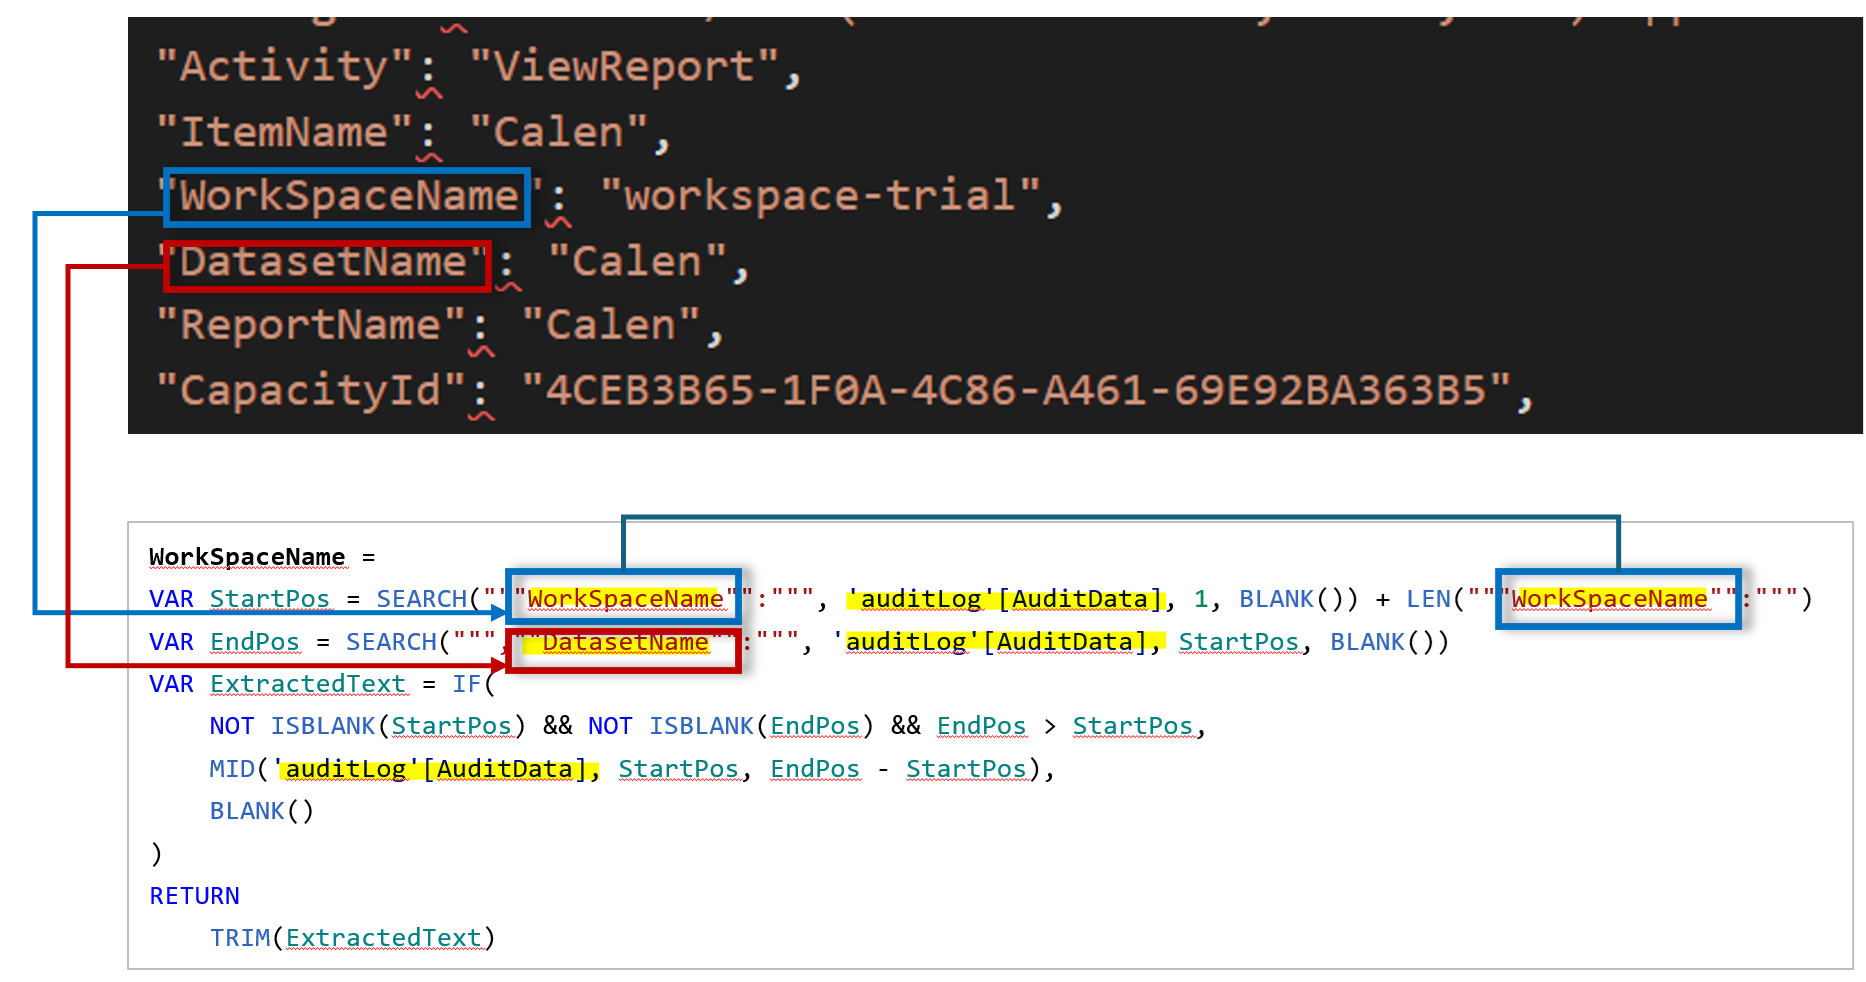 "Activity": "ViewReport",
"ItemName": "Calen",
"WorkSpaceName": "workspace-trial",
"DatasetName": "Calen",
"ReportName": "Calen",
"CapacityId": "4CEB3B65-1F0A-4C86-A461-69E92BA363B5",
WorkSpaceName =
VAR StartPos = SEARCH("""WorkSpaceName"":""", 'auditLog'[AuditData], 1, BLANK()) + LEN("""WorkSpaceName"":""")
VAR EndPos = SEARCH(""",""DatasetName"":""", 'auditLog'[AuditData], StartPos, BLANK())
VAR ExtractedText = IF(
NOT ISBLANK(StartPos) && NOT ISBLANK(EndPos) && EndPos > StartPos,
MID('auditLog'[AuditData], StartPos, EndPos - StartPos),
BLANK()
)
RETURN
TRIM(ExtractedText)